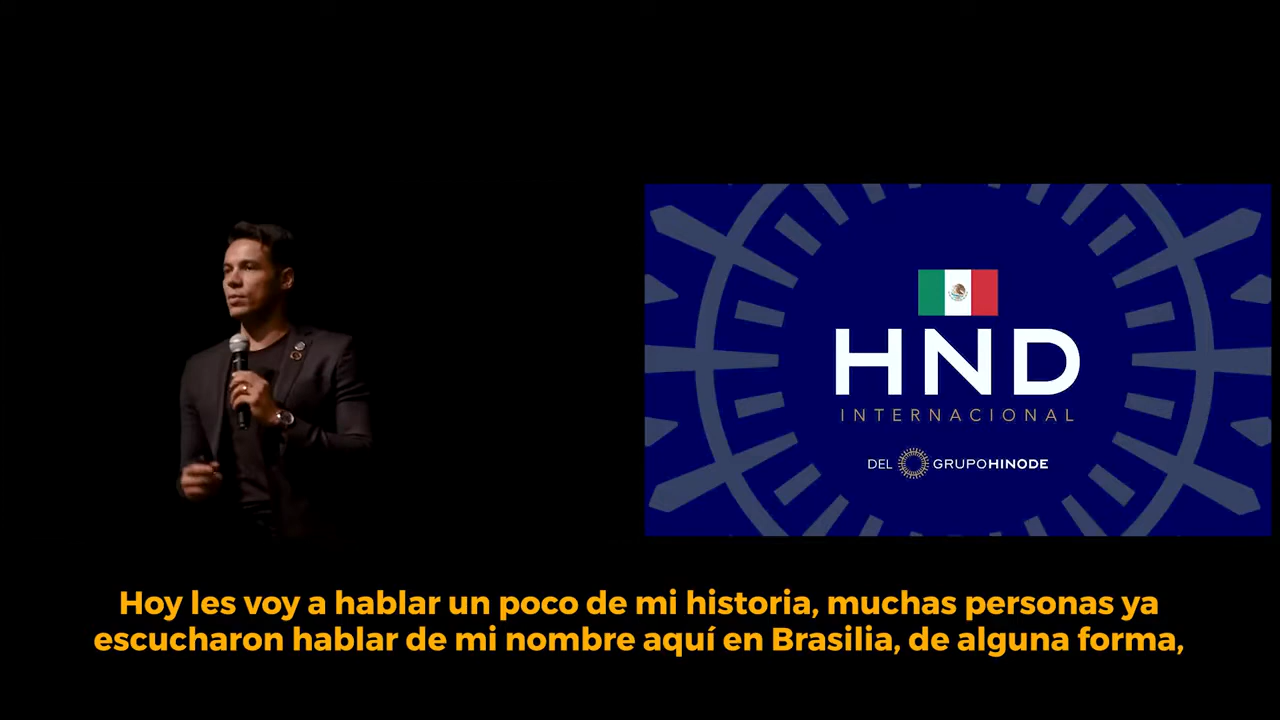 HND
INTERNACIONAL
DEL GRUPOHINODE
Hoy les voy a hablar un poco de mi historia, muchas personas ya
escucharon hablar de mi nombre aquí en Brasilia, de alguna forma,